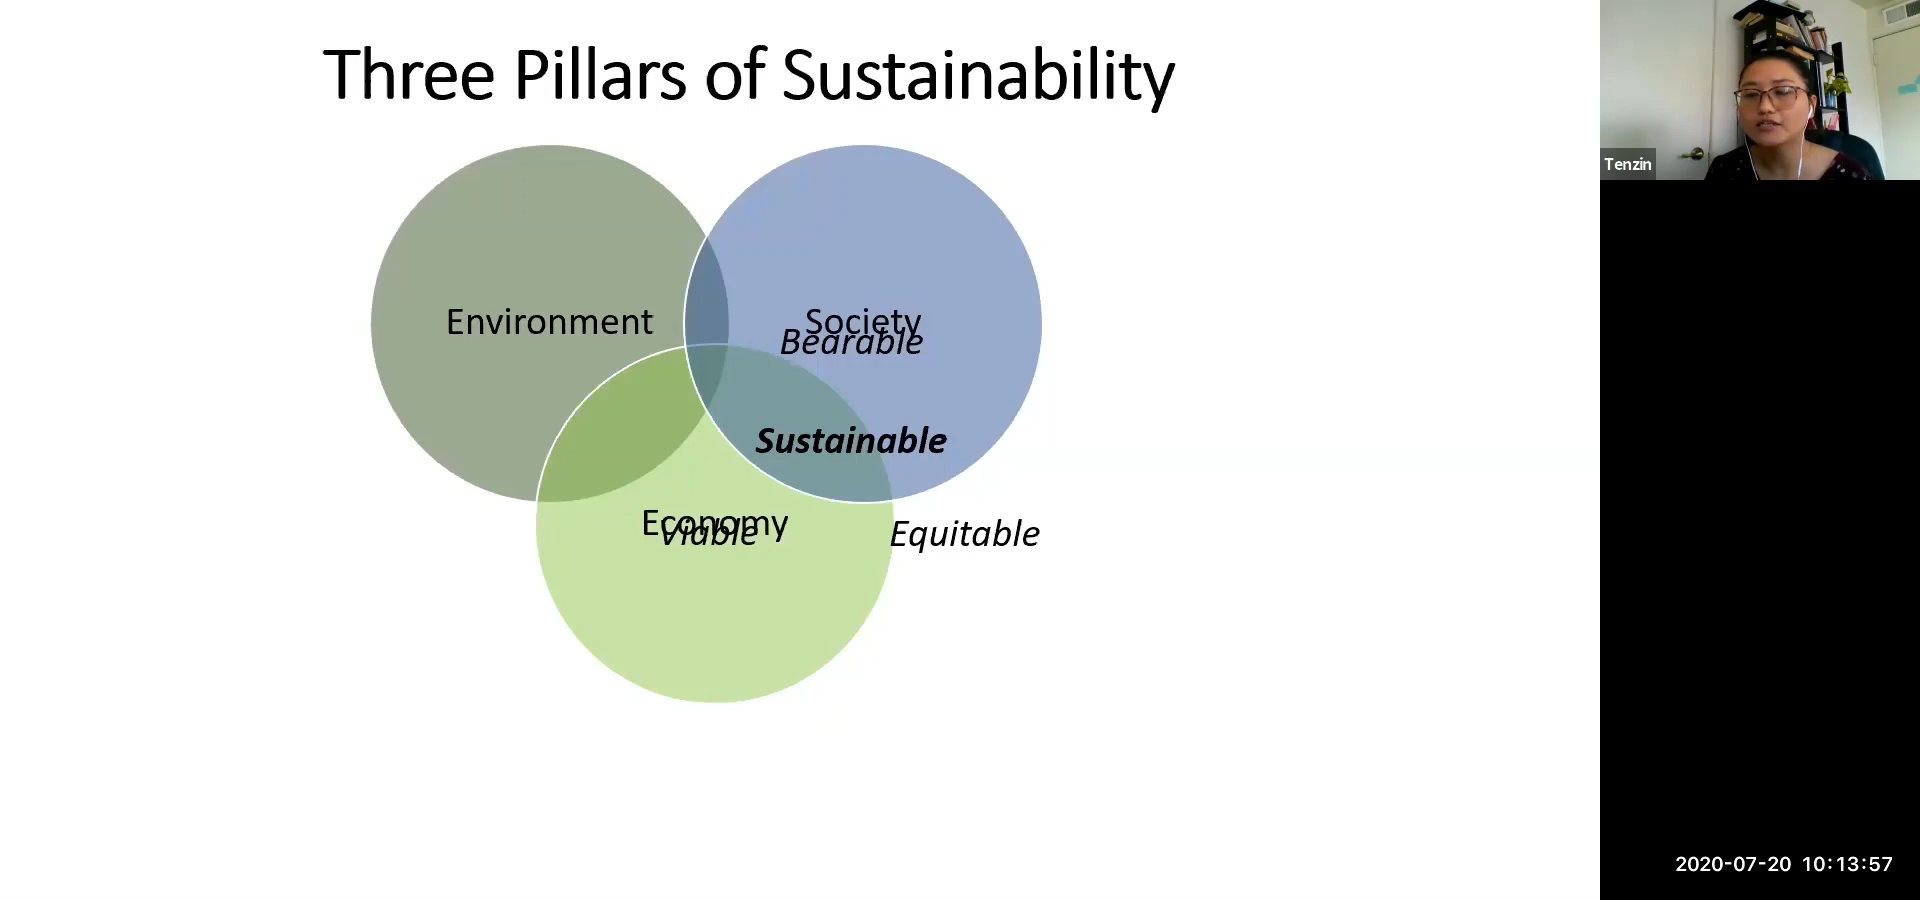 Three Pillars of Sustainability
Environment
Society
Bearable
Sustainable
Economy
Viable
Equitable
Tenzin
2020-07-20 10:13:57